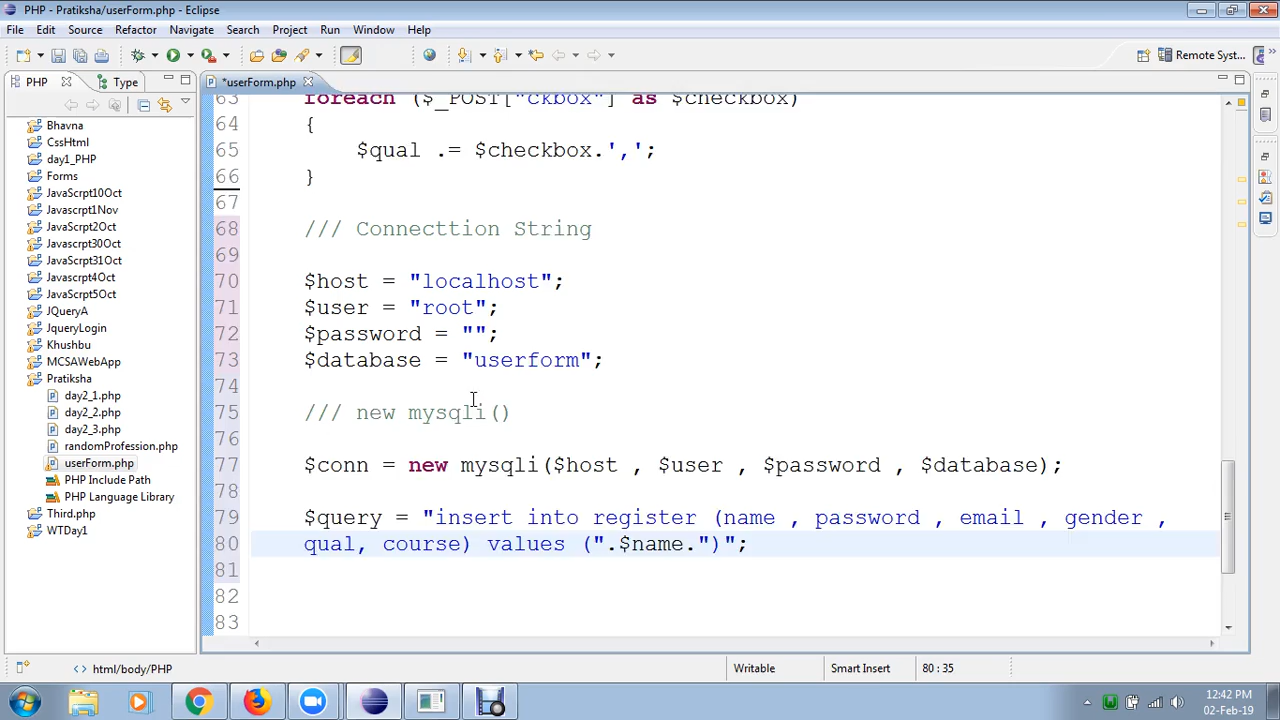 PHP - Pratiksha/userForm.php - Eclipse
File Edit Source Refactor Navigate Search Project Run Window Help
Remote Syst...
PHP Type
*userForm.php
Bhavna
CssHtml
day1_PHP
Forms
JavaScrpt10Oct
Javascrpt1Nov
JavaScrpt2Oct
Javascrpt30Oct
JavaScrpt31Oct
Javascrpt4Oct
JavaScrpt5Oct
JQueryA
JqueryLogin
Khushbu
MCSAWebApp
Pratiksha
day2_1.php
day2_2.php
day2_3.php
randomProfession.php
userForm.php
PHP Include Path
PHP Language Library
Third.php
WTDay1
63 foreach ($_POST["ckbox"] as $checkbox)
64 {
65 $qual .= $checkbox.',';
66 }
67
68 /// Connecttion String
69
70 $host = "localhost";
71 $user = "root";
72 $password = "";
73 $database = "userform";
74
75 /// new mysqli()
76
77 $conn = new mysqli($host , $user , $password , $database);
78
79 $query = "insert into register (name , password , email , gender ,
80 qual, course) values (".$name.")";
81
82
83
html/body/PHP
Writable Smart Insert 80 : 35
12:42 PM
02-Feb-19